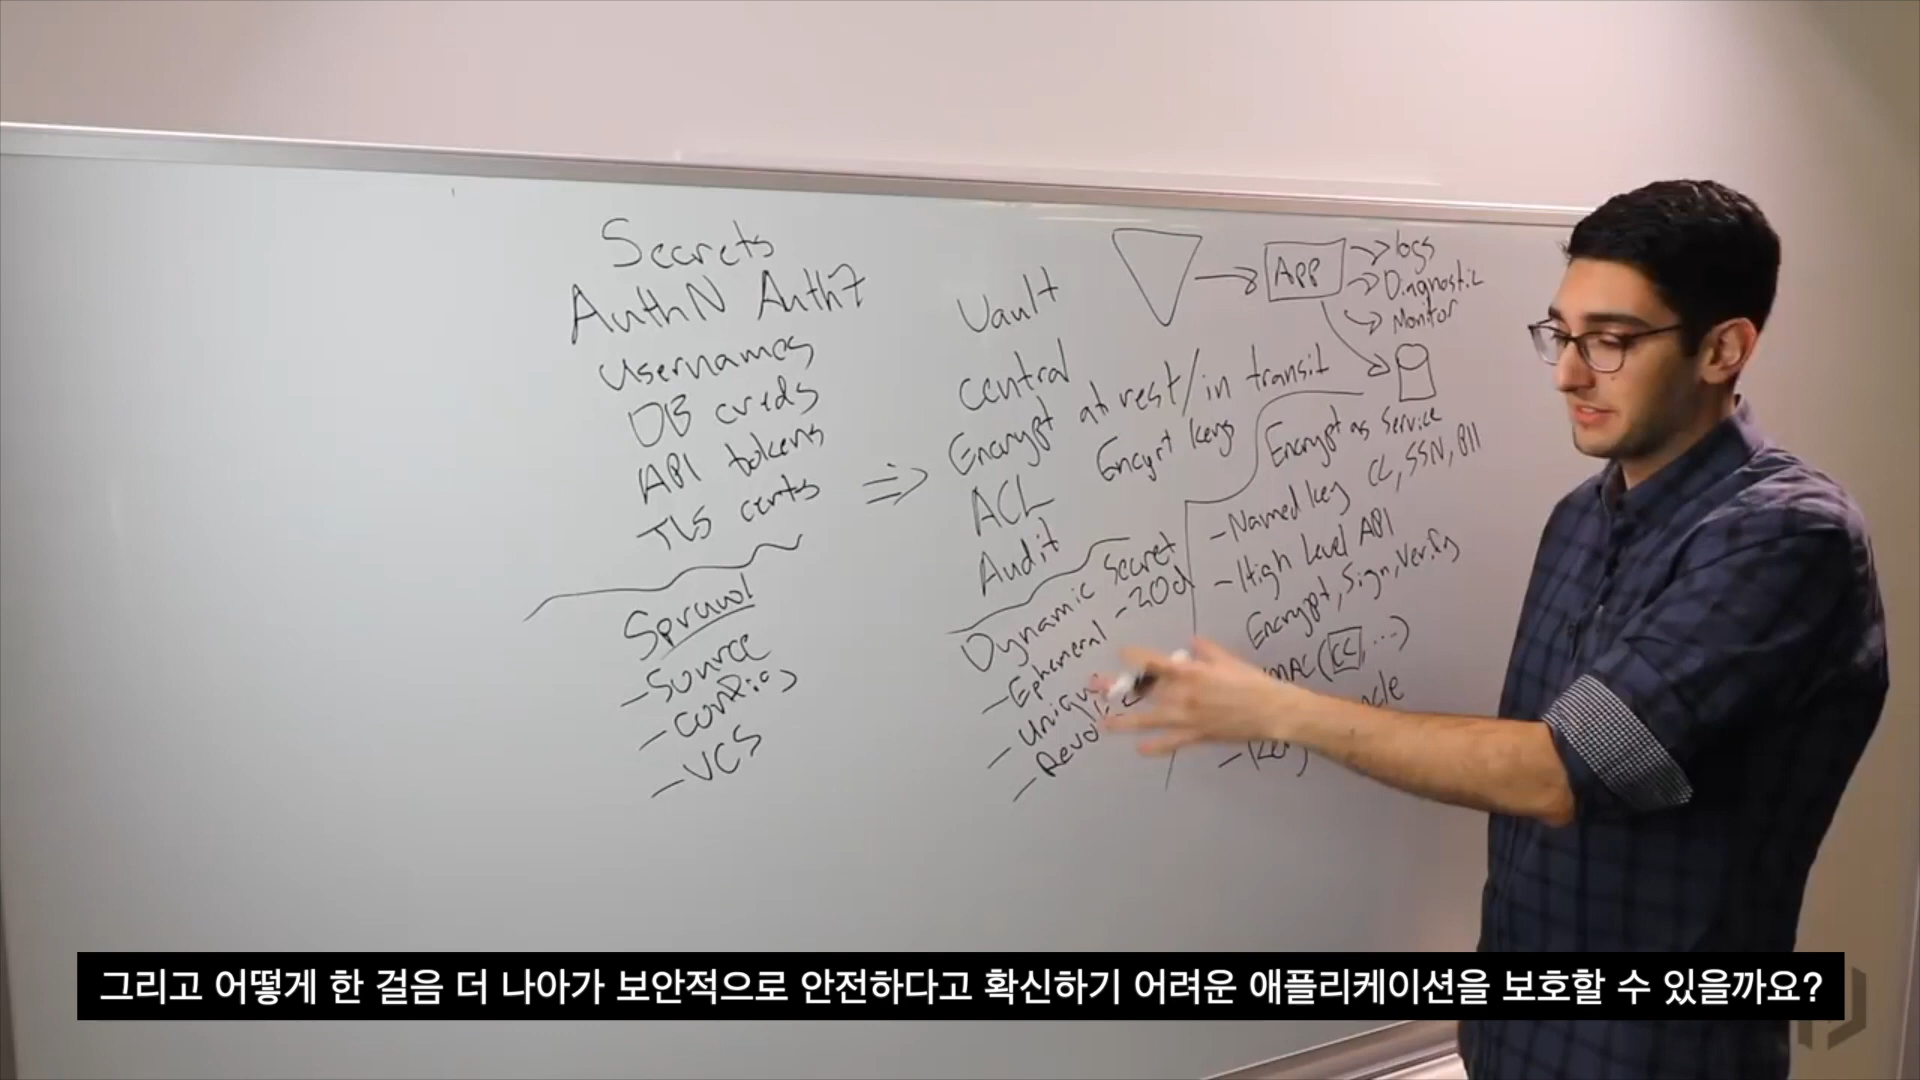 Secrets
AuthN AuthZ
Usernames
DB creds
API tokens
TLS certs
Sprawl
- Source
- Config
- VCS
Vault
Central
Encrypt at rest/in transit
Encrypt keys
ACL
Audit
Dynamic Secret
- Ephemeral - 30d
- Unique
APP
logs
Diagnostic
Monitor
Encrypt as Service
- Named key CC, SSN, PII
- High level API
Encrypt, Sign, Verify
(CC, ...)
그리고 어떻게 한 걸음 더 나아가 보안적으로 안전하다고 확신하기 어려운 애플리케이션을 보호할 수 있을까요?